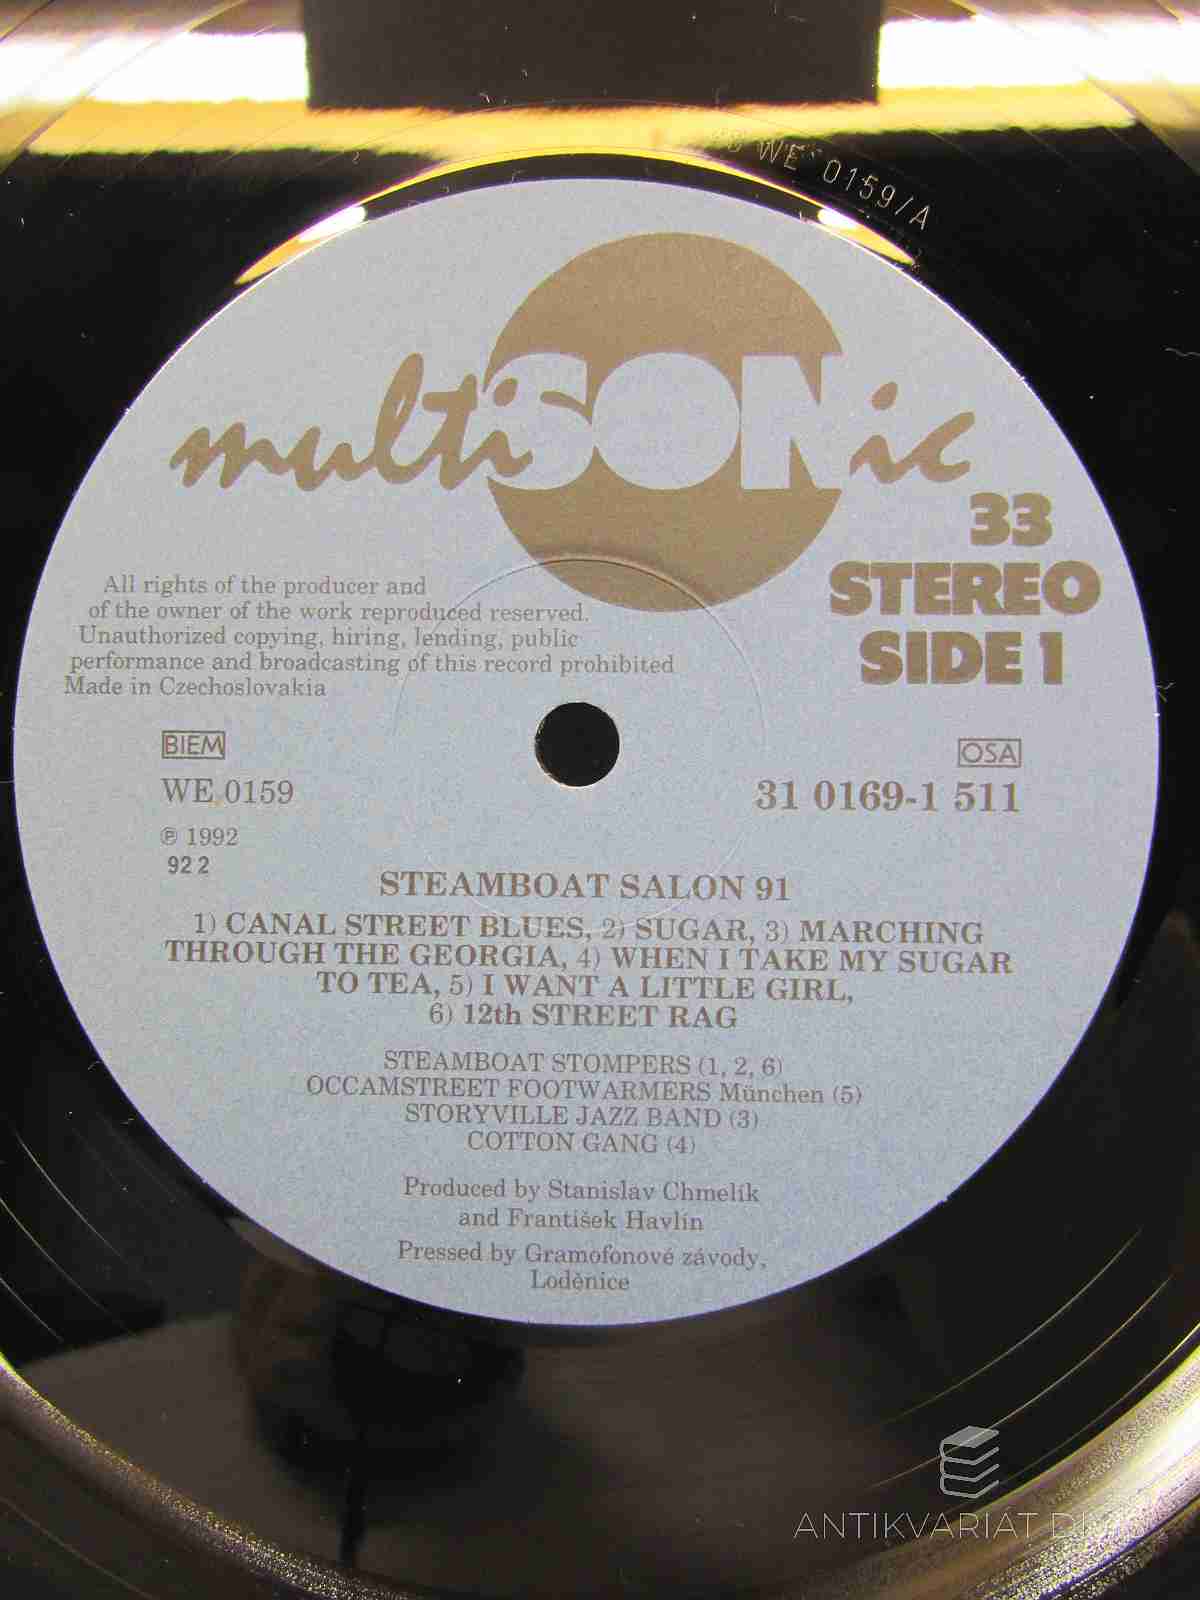 WE 0159/A
multiSONic
33
STEREO
SIDE 1
All rights of the producer and
of the owner of the work reproduced reserved.
Unauthorized copying, hiring, lending, public
performance and broadcasting of this record prohibited
Made in Czechoslovakia
BIEM
OSA
WE 0159
31 0169-1 511
℗ 1992
92 2
STEAMBOAT SALON 91
1) CANAL STREET BLUES, 2) SUGAR, 3) MARCHING
THROUGH THE GEORGIA, 4) WHEN I TAKE MY SUGAR
TO TEA, 5) I WANT A LITTLE GIRL,
6) 12th STREET RAG
STEAMBOAT STOMPERS (1, 2, 6)
OCCAMSTREET FOOTWARMERS München (5)
STORYVILLE JAZZ BAND (3)
COTTON GANG (4)
Produced by Stanislav Chmelík
and František Havlín
Pressed by Gramofonové závody,
Loděnice
ANTIKVARIÁT